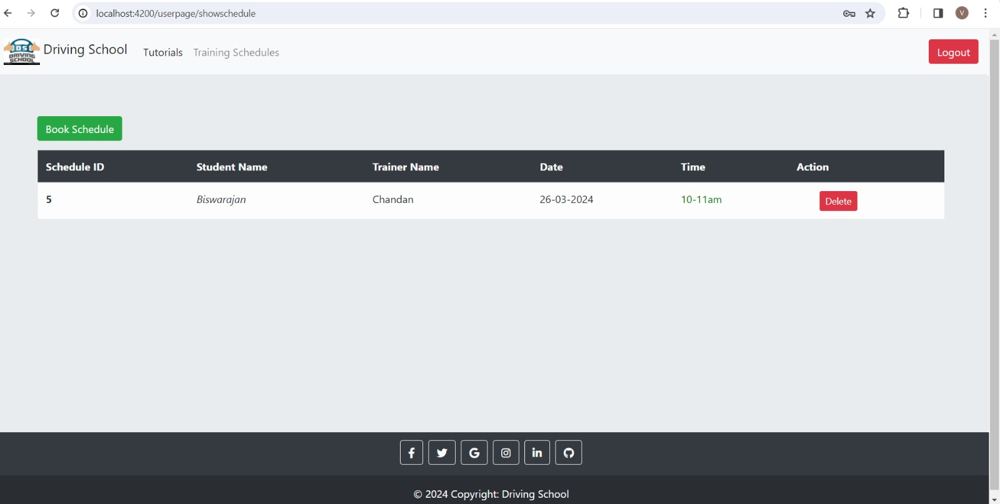 localhost:4200/userpage/showschedule
V
DSI
DRIVING
SCHOOL
Driving School Tutorials Training Schedules Logout
Book Schedule
Schedule ID Student Name Trainer Name Date Time Action
5 Biswarajan Chandan 26-03-2024 10-11am Delete
© 2024 Copyright: Driving School